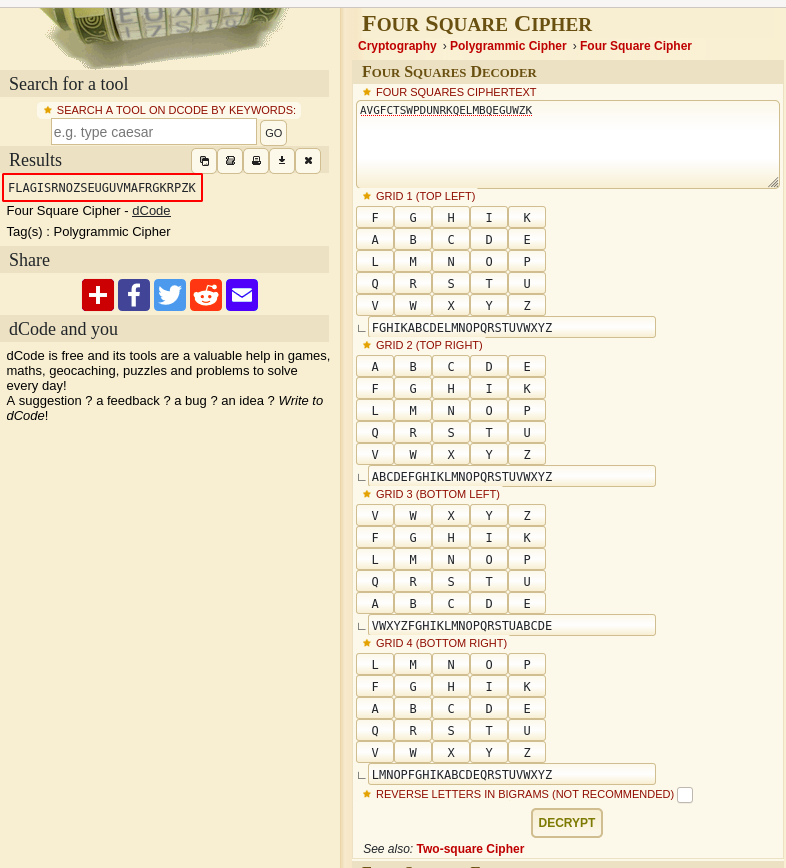 Search for a tool
★ SEARCH A TOOL ON DCODE BY KEYWORDS:
e.g. type caesar
GO
Results
FLAGISRNOZSEUGUVMAFRGKRPZK
Four Square Cipher - dCode
Tag(s) : Polygrammic Cipher
Share
dCode and you
dCode is free and its tools are a valuable help in games,
maths, geocaching, puzzles and problems to solve
every day!
A suggestion ? a feedback ? a bug ? an idea ? Write to
dCode!
FOUR SQUARE CIPHER
Cryptography › Polygrammic Cipher › Four Square Cipher
FOUR SQUARES DECODER
★ FOUR SQUARES CIPHERTEXT
AVGFCTSWPDUNRKQELMBQEGUWZK
★ GRID 1 (TOP LEFT)
F G H I K
A B C D E
L M N O P
Q R S T U
V W X Y Z
FGHIKABCDELMNOPQRSTUVWXYZ
★ GRID 2 (TOP RIGHT)
A B C D E
F G H I K
L M N O P
Q R S T U
V W X Y Z
ABCDEFGHIKLMNOPQRSTUVWXYZ
★ GRID 3 (BOTTOM LEFT)
V W X Y Z
F G H I K
L M N O P
Q R S T U
A B C D E
VWXYZFGHIKLMNOPQRSTUABCDE
★ GRID 4 (BOTTOM RIGHT)
L M N O P
F G H I K
A B C D E
Q R S T U
V W X Y Z
LMNOPFGHIKABCDEQRSTUVWXYZ
★ REVERSE LETTERS IN BIGRAMS (NOT RECOMMENDED)
DECRYPT
See also: Two-square Cipher